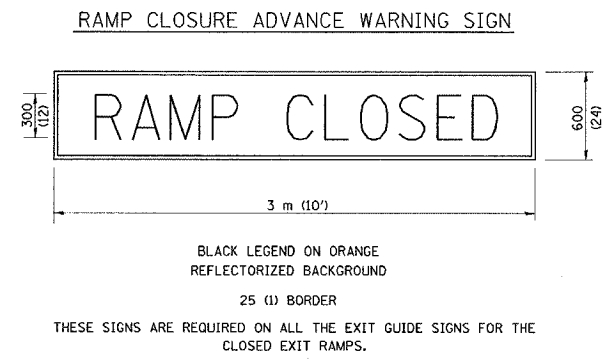 RAMP CLOSURE ADVANCE WARNING SIGN
RAMP CLOSED
300
(12)
600
(24)
3 m (10')
BLACK LEGEND ON ORANGE
REFLECTORIZED BACKGROUND
25 (1) BORDER
THESE SIGNS ARE REQUIRED ON ALL THE EXIT GUIDE SIGNS FOR THE
CLOSED EXIT RAMPS.